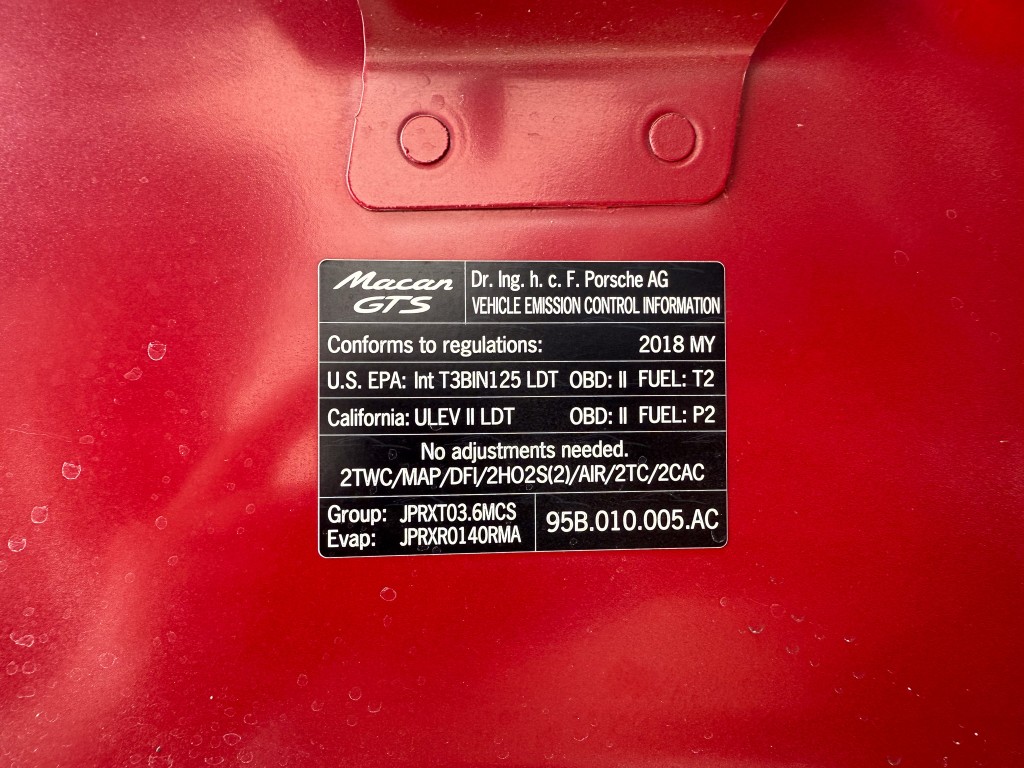 Macan GTS
Dr. Ing. h. c. F. Porsche AG
VEHICLE EMISSION CONTROL INFORMATION
Conforms to regulations: 2018 MY
U.S. EPA: Int T3BIN125 LDT OBD: II FUEL: T2
California: ULEV II LDT OBD: II FUEL: P2
No adjustments needed.
2TWC/MAP/DFI/2HO2S(2)/AIR/2TC/2CAC
Group: JPRXT03.6MCS
Evap: JPRXR0140RMA
95B.010.005.AC